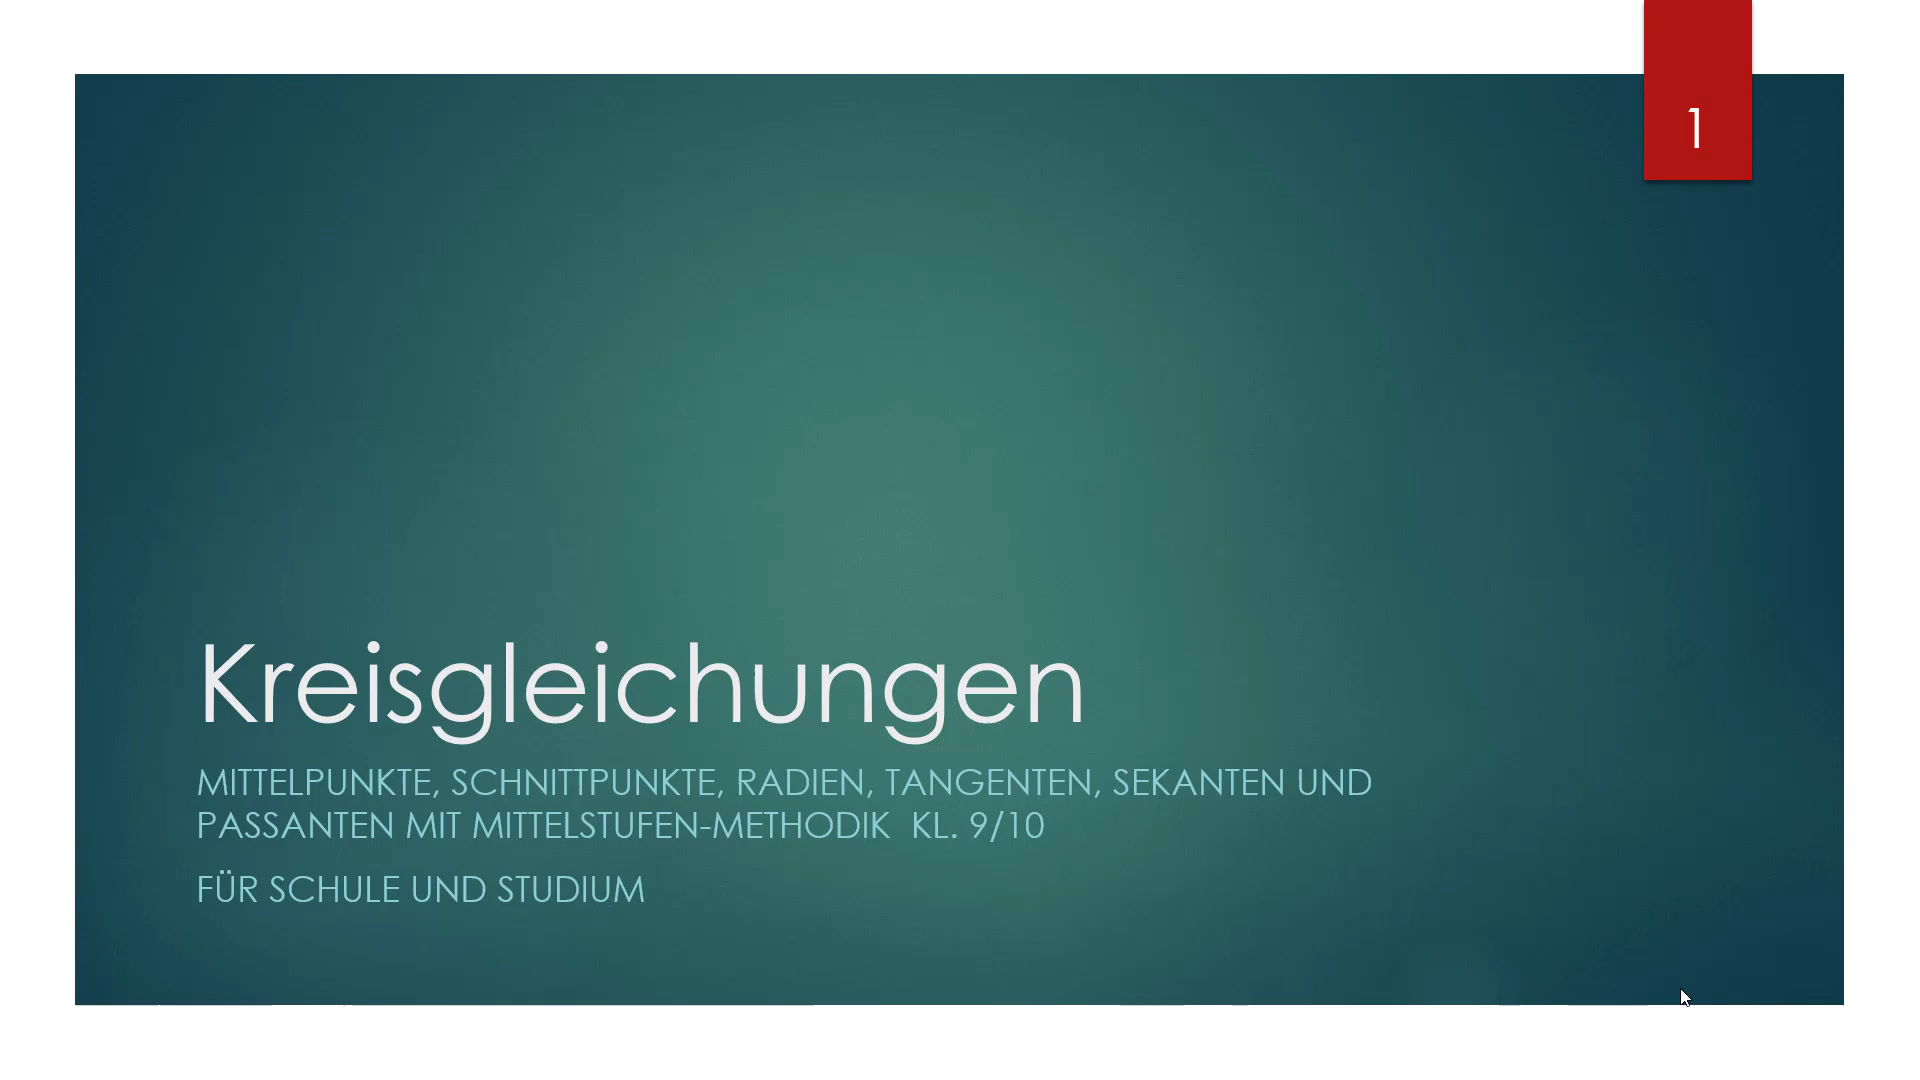 1
Kreisgleichungen
MITTELPUNKTE, SCHNITTPUNKTE, RADIEN, TANGENTEN, SEKANTEN UND
PASSANTEN MIT MITTELSTUFEN-METHODIK  KL. 9/10
FÜR SCHULE UND STUDIUM